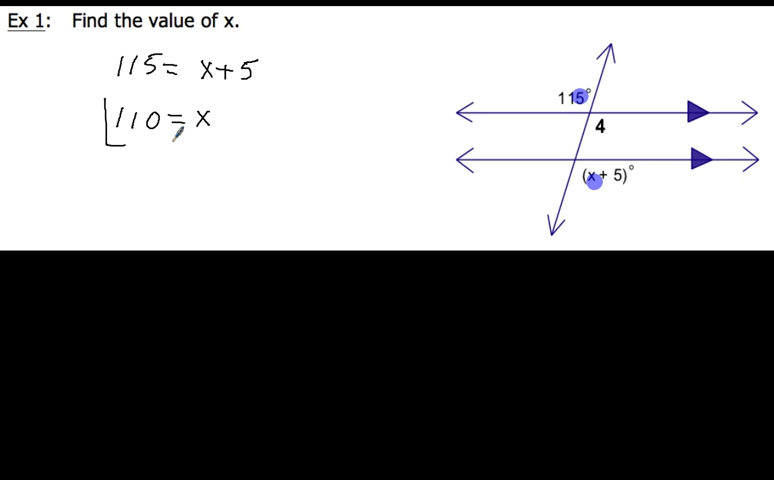 Ex 1: Find the value of x.
115 = x + 5
110 = x
115°
4
(x + 5)°